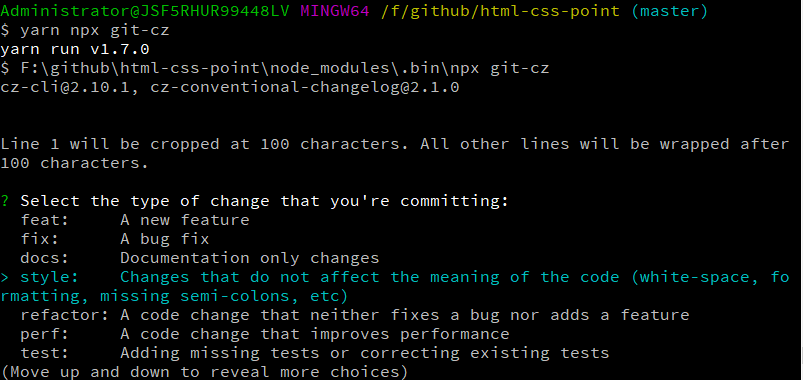 Administrator@JSF5RHUR99448LV MINGW64 /f/github/html-css-point (master)
$ yarn npx git-cz
yarn run v1.7.0
$ F:\github\html-css-point\node_modules\.bin\npx git-cz
cz-cli@2.10.1, cz-conventional-changelog@2.1.0
Line 1 will be cropped at 100 characters. All other lines will be wrapped after
100 characters.
? Select the type of change that you're committing:
feat:     A new feature
fix:      A bug fix
docs:     Documentation only changes
> style:    Changes that do not affect the meaning of the code (white-space, fo
rmatting, missing semi-colons, etc)
refactor: A code change that neither fixes a bug nor adds a feature
perf:     A code change that improves performance
test:     Adding missing tests or correcting existing tests
(Move up and down to reveal more choices)